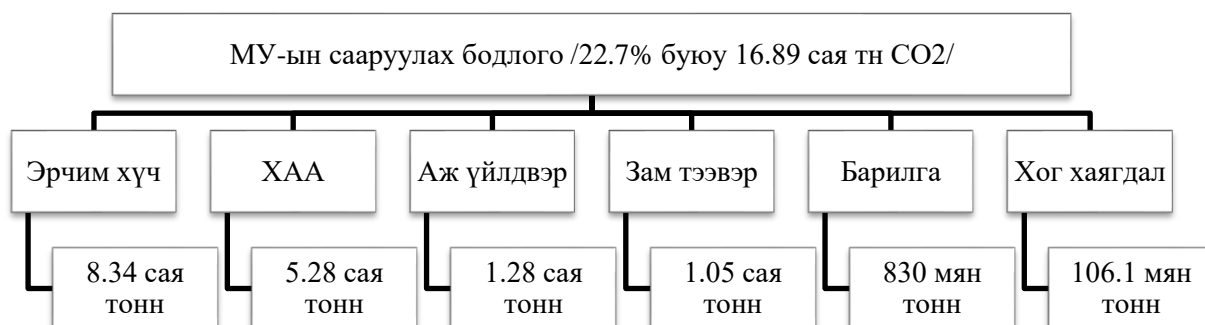 МУ-ын сааруулах бодлого /22.7% буюу 16.89 сая тн CO2/
Эрчим хүч
ХАА
Аж үйлдвэр
Зам тээвэр
Барилга
Хог хаягдал
8.34 сая
тонн
5.28 сая
тонн
1.28 сая
тонн
1.05 сая
тонн
830 мян
тонн
106.1 мян
тонн